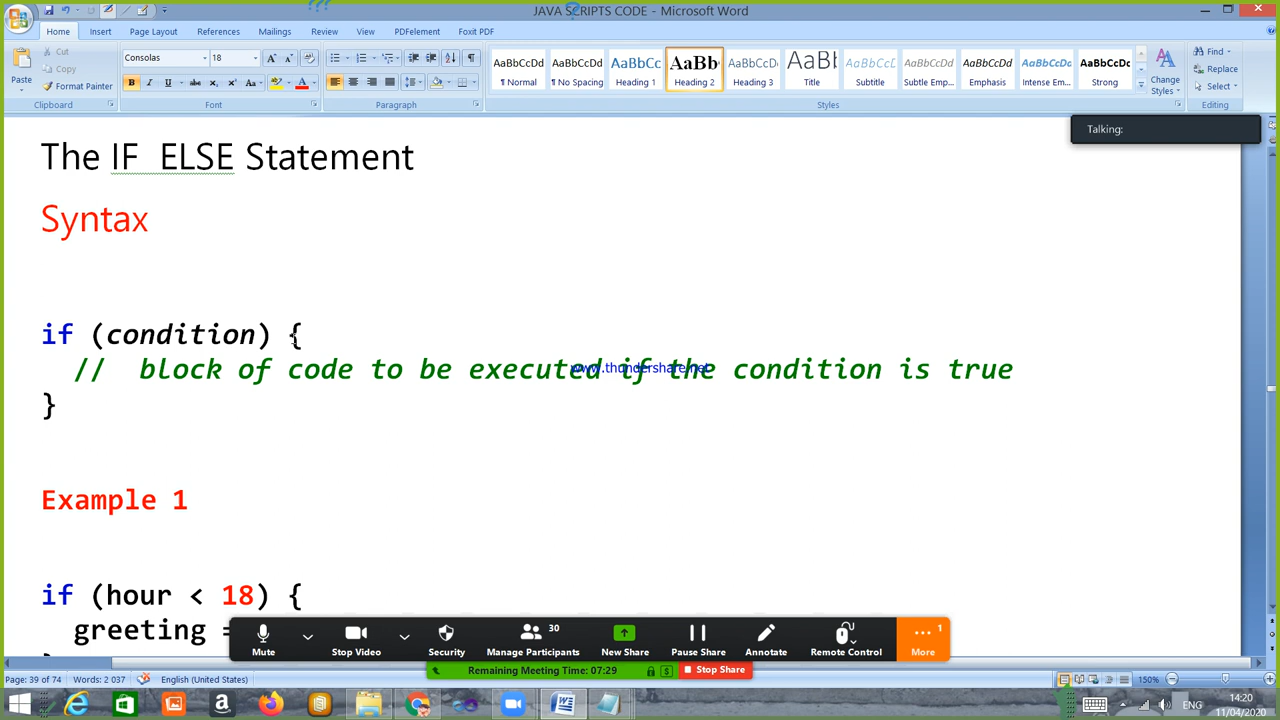 JAVA SCRIPTS CODE - Microsoft Word
Home Insert Page Layout References Mailings Review View PDFelement Foxit PDF
Paste
Cut
Copy
Format Painter
Clipboard
Consolas 18
Font
Paragraph
AaBbCcDd AaBbCcDd AaBbCc AaBb AaBbCcDd AaBb AaBbCcDd AaBbCcDd AaBbCcDd AaBbCcDd AaBbCcDc
¶ Normal ¶ No Spacing Heading 1 Heading 2 Heading 3 Title Subtitle Subtle Emp... Emphasis Intense Em... Strong
Styles
Change Styles
Find
Replace
Select
Editing
Talking:
The IF ELSE Statement
Syntax
if (condition) {
// block of code to be executed if the condition is true
www.thundershare.net
}
Example 1
if (hour < 18) {
greeting =
Mute Stop Video Security Manage Participants 30 New Share Pause Share Annotate Remote Control More 1
Remaining Meeting Time: 07:29 Stop Share
Page: 39 of 74 Words: 2 037 English (United States) 150%
ENG 14:20
11/04/2020